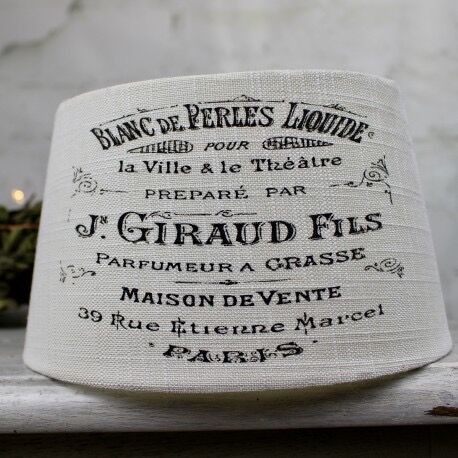 BLANC DE PERLES LIQUIDE
POUR
la Ville & le Théâtre
PREPARÉ PAR
JN. GIRAUD FILS
PARFUMEUR A GRASSE
MAISON DE VENTE
39 Rue Etienne Marcel
PARIS